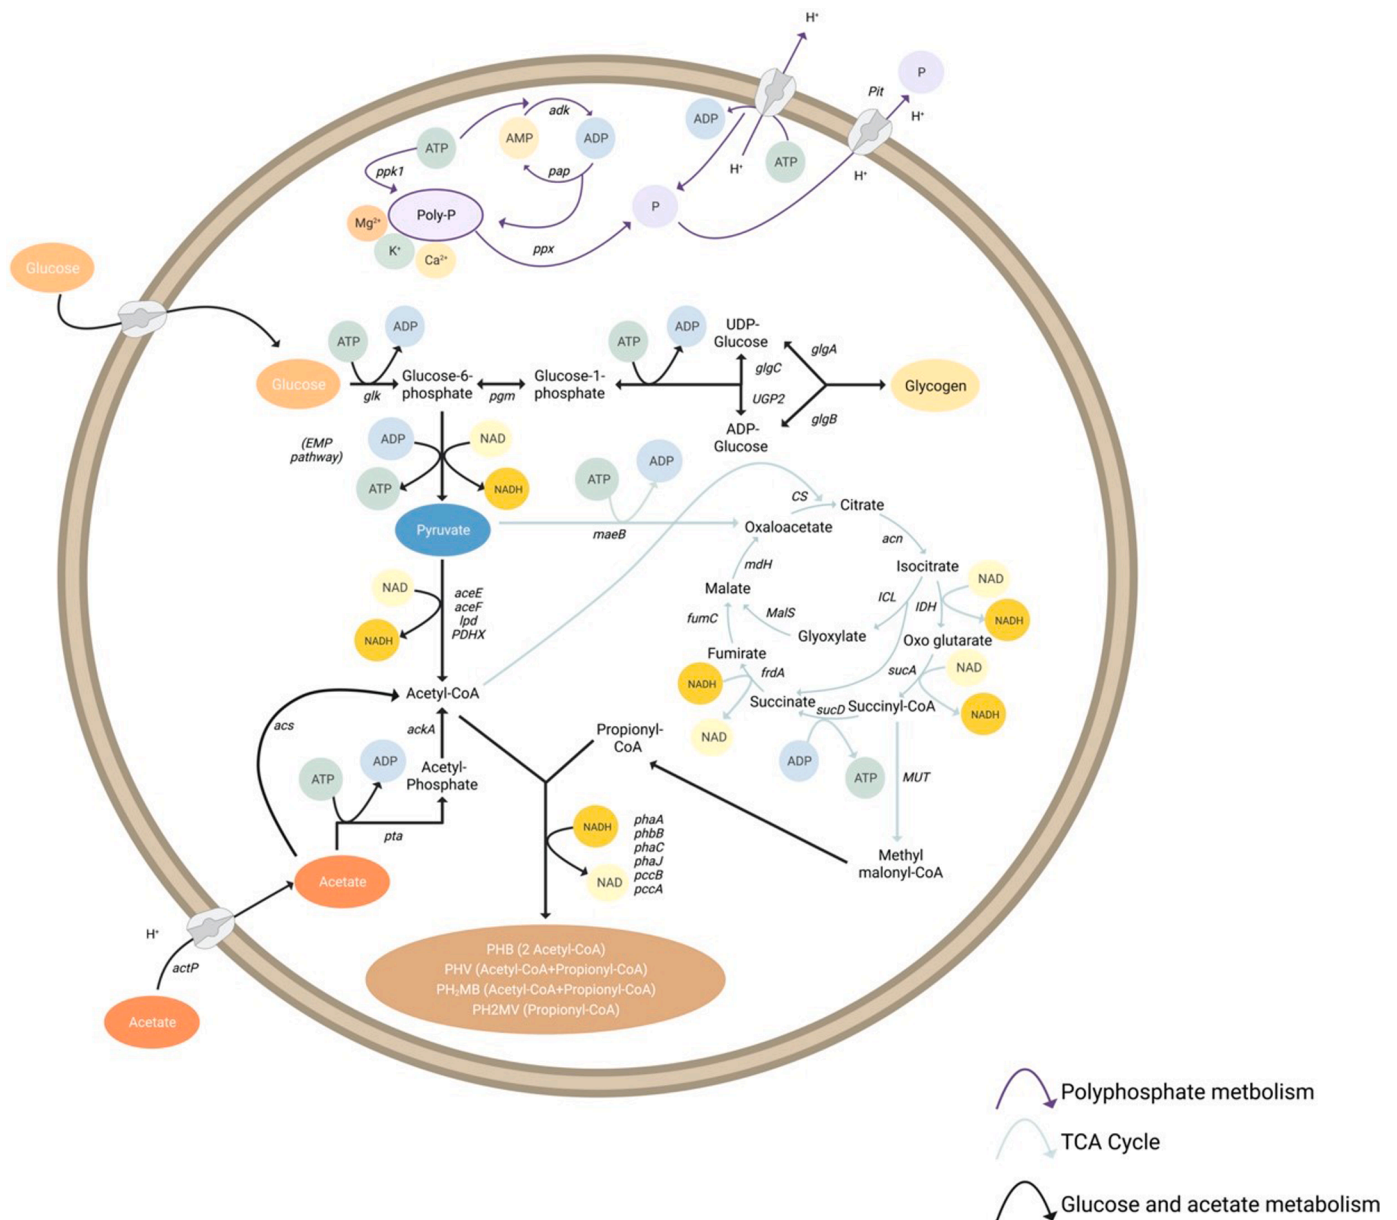 H⁺
P
Pit
H⁺
adk
ADP
AMP
ADP
ATP
ATP
H⁺
H⁺
ppk1
pap
Poly-P
P
Mg²⁺
K⁺
Ca²⁺
ppx
Glucose
ATP
ADP
ATP
ADP
UDP-
Glucose
glgA
Glucose
Glucose-6-
phosphate
Glucose-1-
phosphate
glgC
Glycogen
glk
pgm
UGP2
glgB
ADP-
Glucose
(EMP
pathway)
ADP
NAD
ATP
NADH
ATP
ADP
Pyruvate
maeB
CS
Citrate
Oxaloacetate
acn
mdH
Isocitrate
NAD
NADH
NAD
NADH
aceE
aceF
lpd
PDHX
Malate
ICL
IDH
fumC
MalS
Glyoxylate
Oxo glutarate
Fumirate
frdA
sucA
NAD
NADH
NADH
NAD
Succinate
sucD
Succinyl-CoA
ADP
ATP
MUT
Acetyl-CoA
acs
ackA
Propionyl-
CoA
ATP
ADP
Acetyl-
Phosphate
pta
NADH
NAD
phaA
phbB
phaC
phaJ
pccB
pccA
Methyl
malonyl-CoA
Acetate
H⁺
actP
Acetate
PHB (2 Acetyl-CoA)
PHV (Acetyl-CoA+Propionyl-CoA)
PH₂MB (Acetyl-CoA+Propionyl-CoA)
PH2MV (Propionyl-CoA)
Polyphosphate metbolism
TCA Cycle
Glucose and acetate metabolism